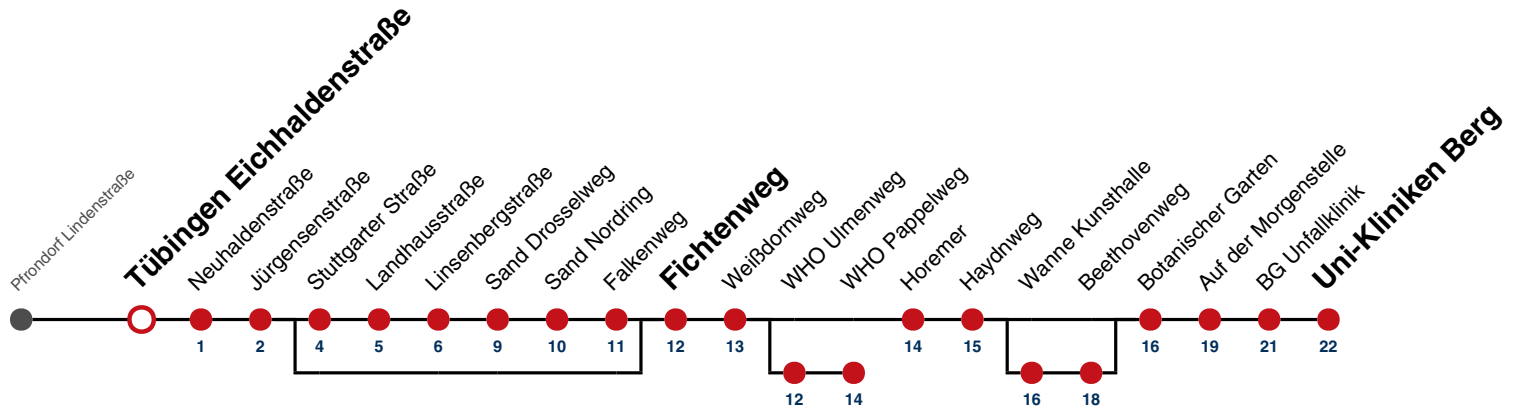 Pfrondorf Lindenstraße
Tübingen Eichhaldenstraße
Neuhaldenstraße
Jürgensenstraße
Stuttgarter Straße
Landhausstraße
Linsenbergstraße
Sand Drosselweg
Sand Nordring
Falkenweg
Fichtenweg
Weißdornweg
WHO Ulmenweg
WHO Pappelweg
Horemer
Haydnweg
Wanne Kunsthalle
Beethovenweg
Botanischer Garten
Auf der Morgenstelle
BG Unfallklinik
Uni-Kliniken Berg
1 2 4 5 6 9 10 11 12 13 14 15 16 19 21 22
12 14 16 18